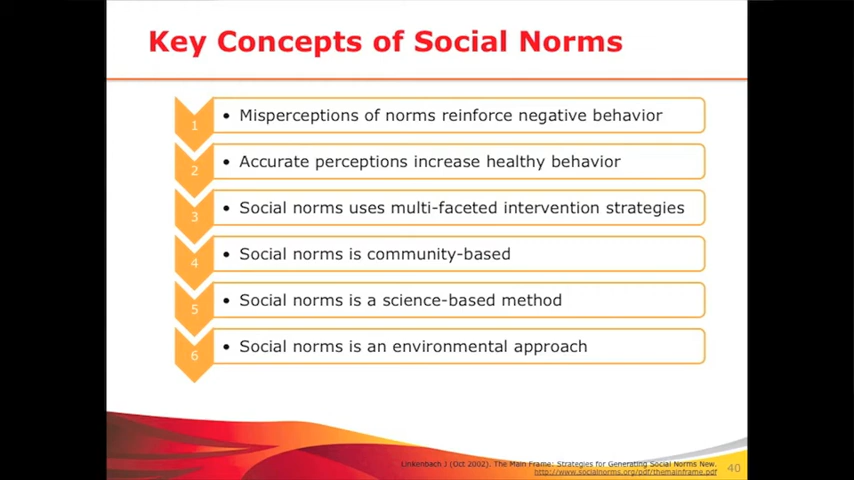 Key Concepts of Social Norms
1
• Misperceptions of norms reinforce negative behavior
2
• Accurate perceptions increase healthy behavior
3
• Social norms uses multi-faceted intervention strategies
4
• Social norms is community-based
5
• Social norms is a science-based method
6
• Social norms is an environmental approach
Linkenbach J (Oct 2002). The Main Frame: Strategies for Generating Social Norms New.
http://www.socialnorms.org/pdf/themainframe.pdf
40